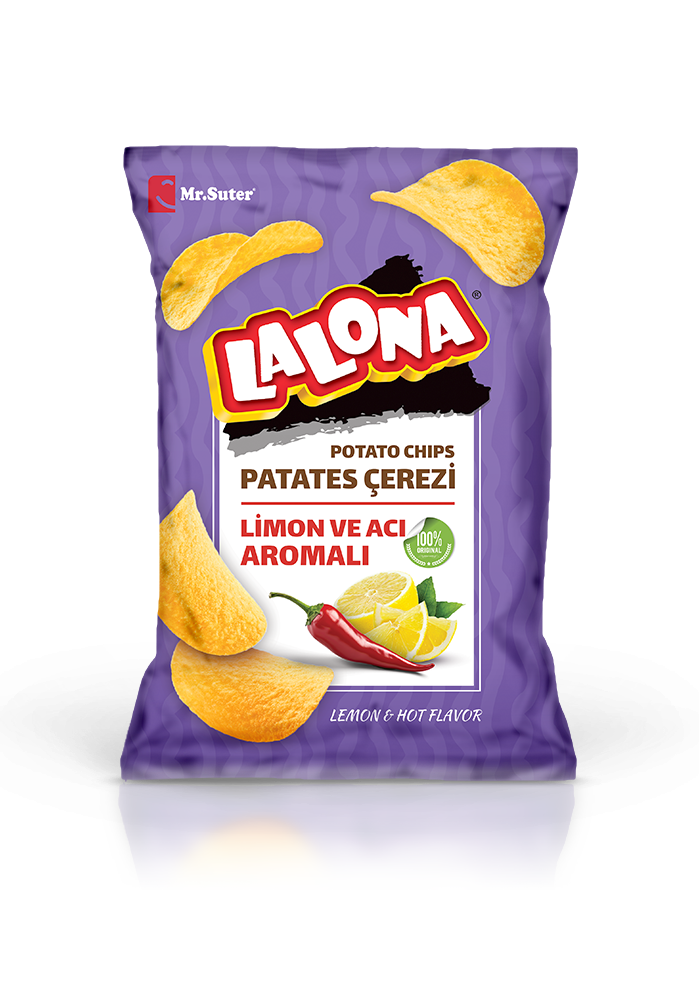 Mr.Suter®
LALONA®
POTATO CHIPS
PATATES ÇEREZİ
LİMON VE ACI
AROMALI
100%
ORIGINAL
LEMON & HOT FLAVOR